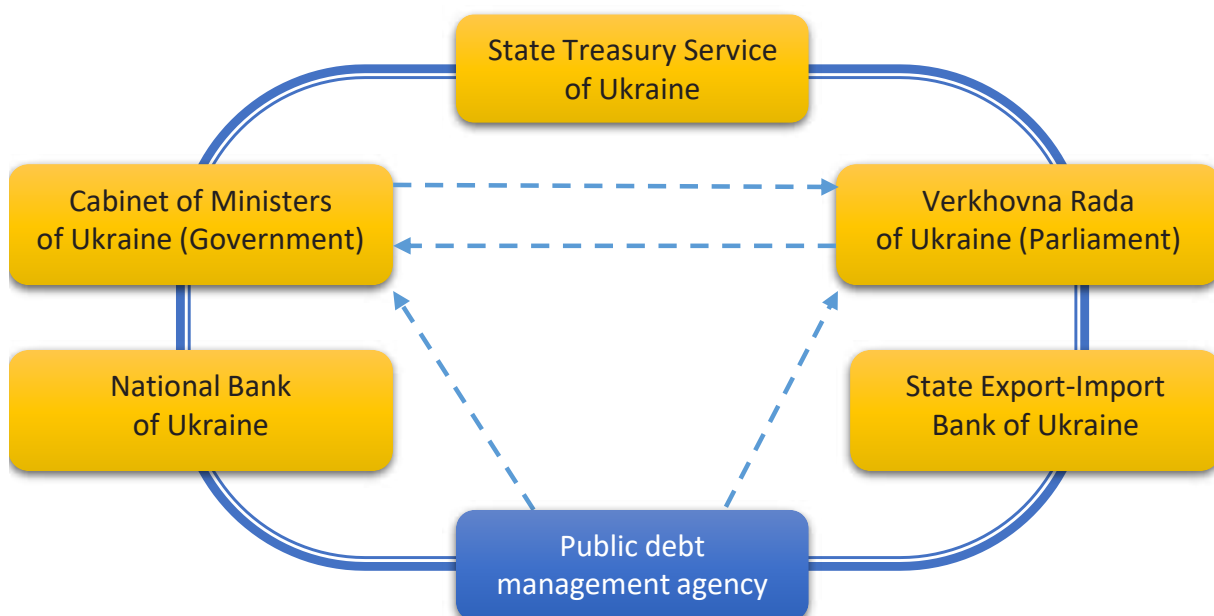 State Treasury Service
of Ukraine
Cabinet of Ministers
of Ukraine (Government)
Verkhovna Rada
of Ukraine (Parliament)
National Bank
of Ukraine
State Export-Import
Bank of Ukraine
Public debt
management agency